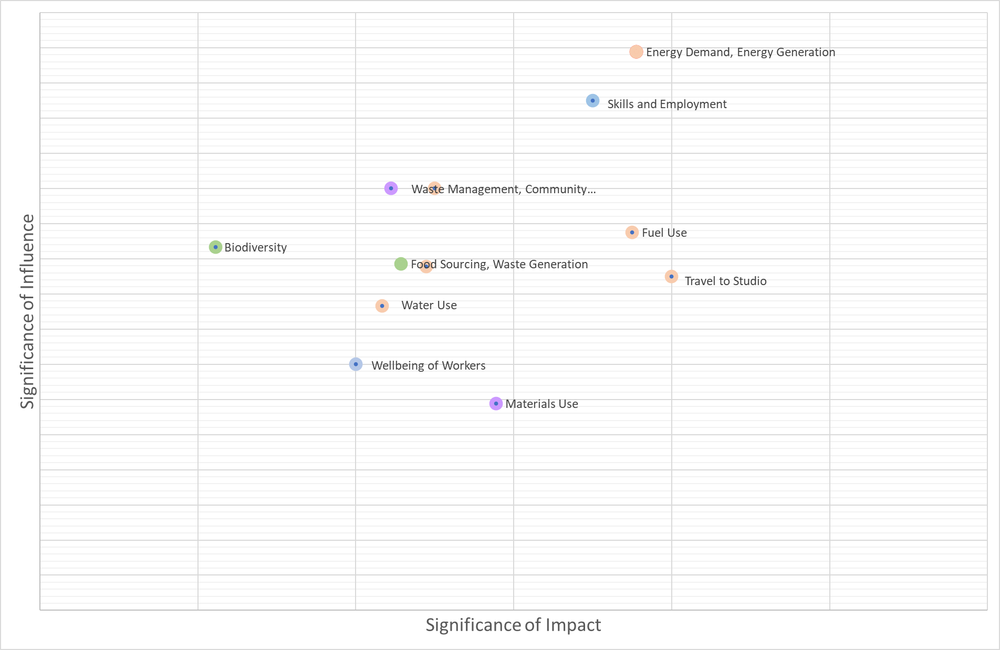 Energy Demand, Energy Generation
Skills and Employment
Waste Management, Community...
Fuel Use
Biodiversity
Food Sourcing, Waste Generation
Travel to Studio
Water Use
Wellbeing of Workers
Materials Use
Significance of Influence
Significance of Impact